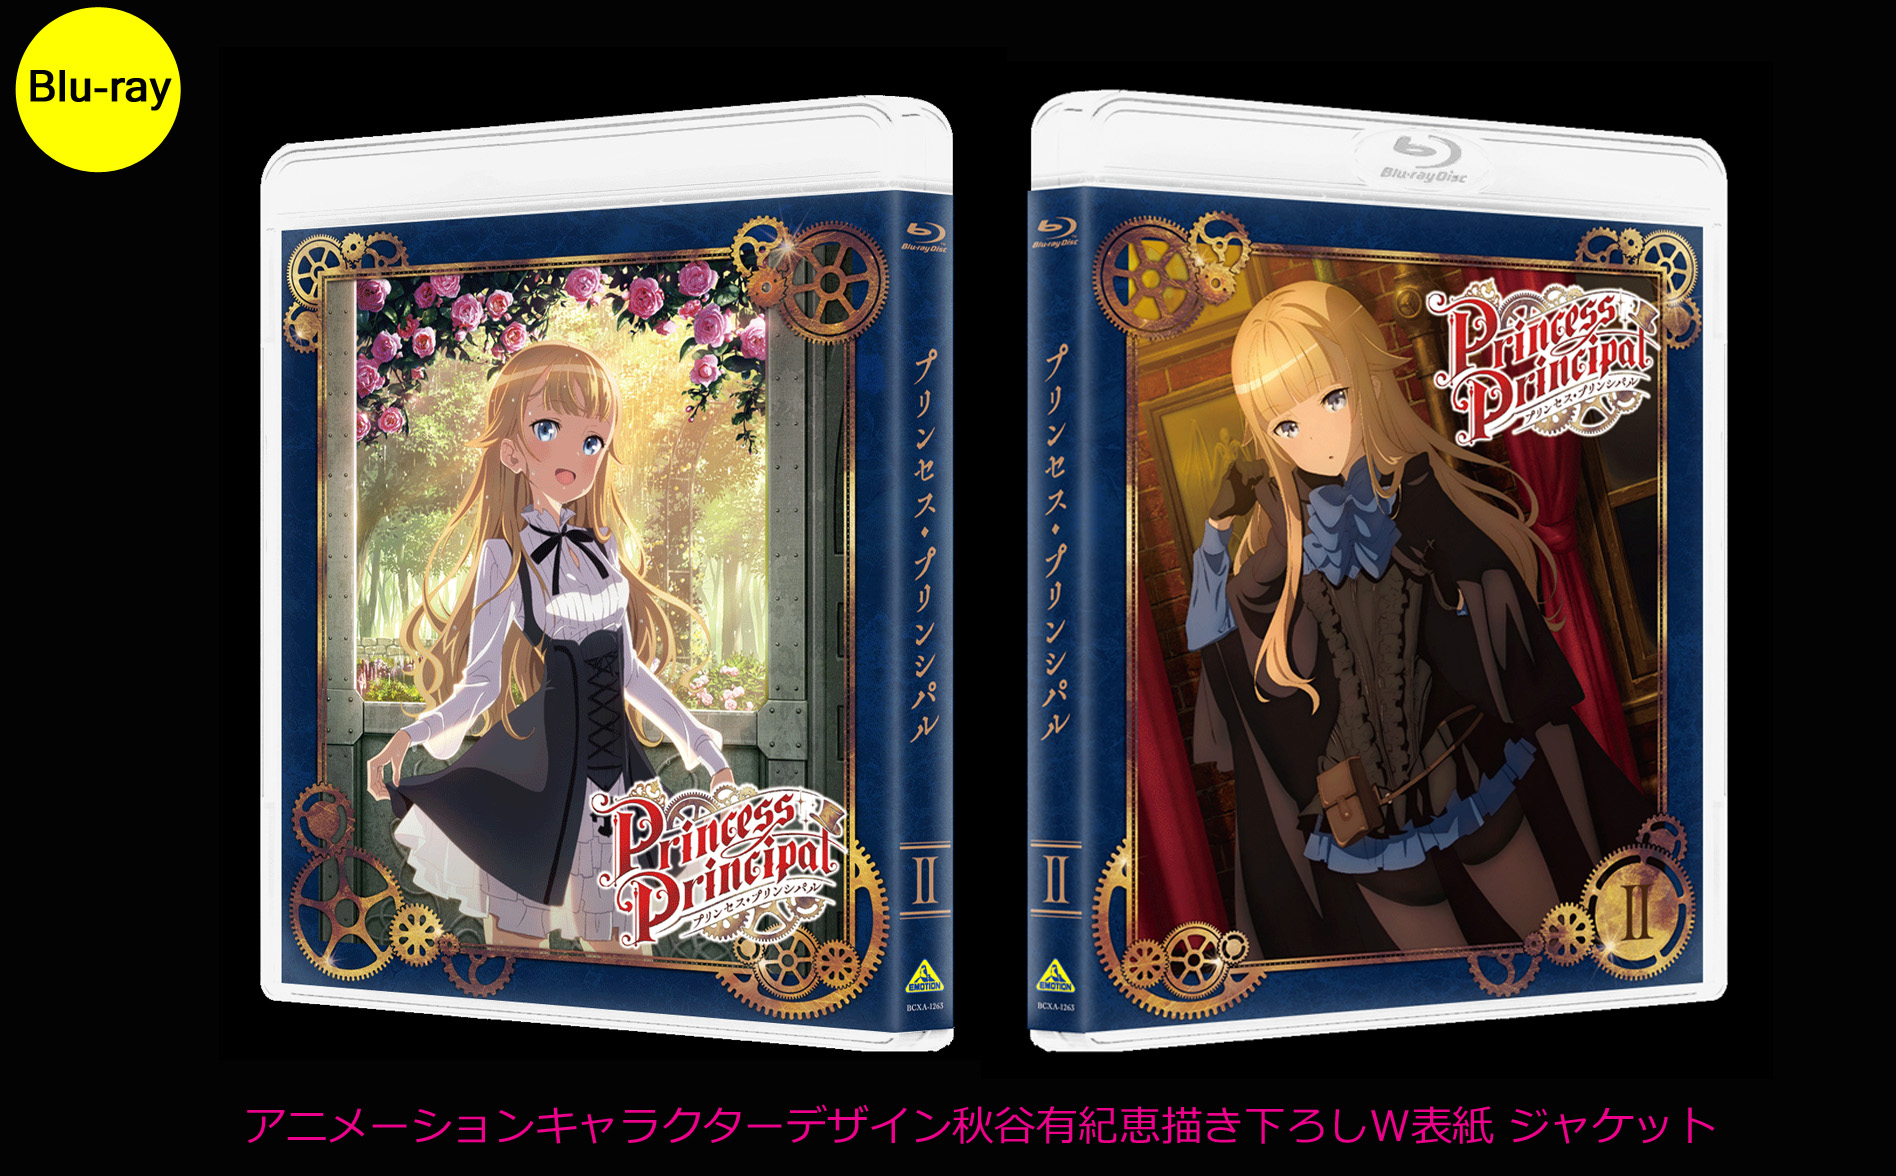 Blu-ray
Princess
Principal
プリンセス・プリンシパル
Blu-ray Disc
プリンセス・プリンシパル
II
EMOTION
BCXA-1263
Blu-ray Disc
Blu-ray Disc
プリンセス・プリンシパル
II
EMOTION
BCXA-1263
Princess
Principal
プリンセス・プリンシパル
II
アニメーションキャラクターデザイン秋谷有紀恵描き下ろしW表紙 ジャケット